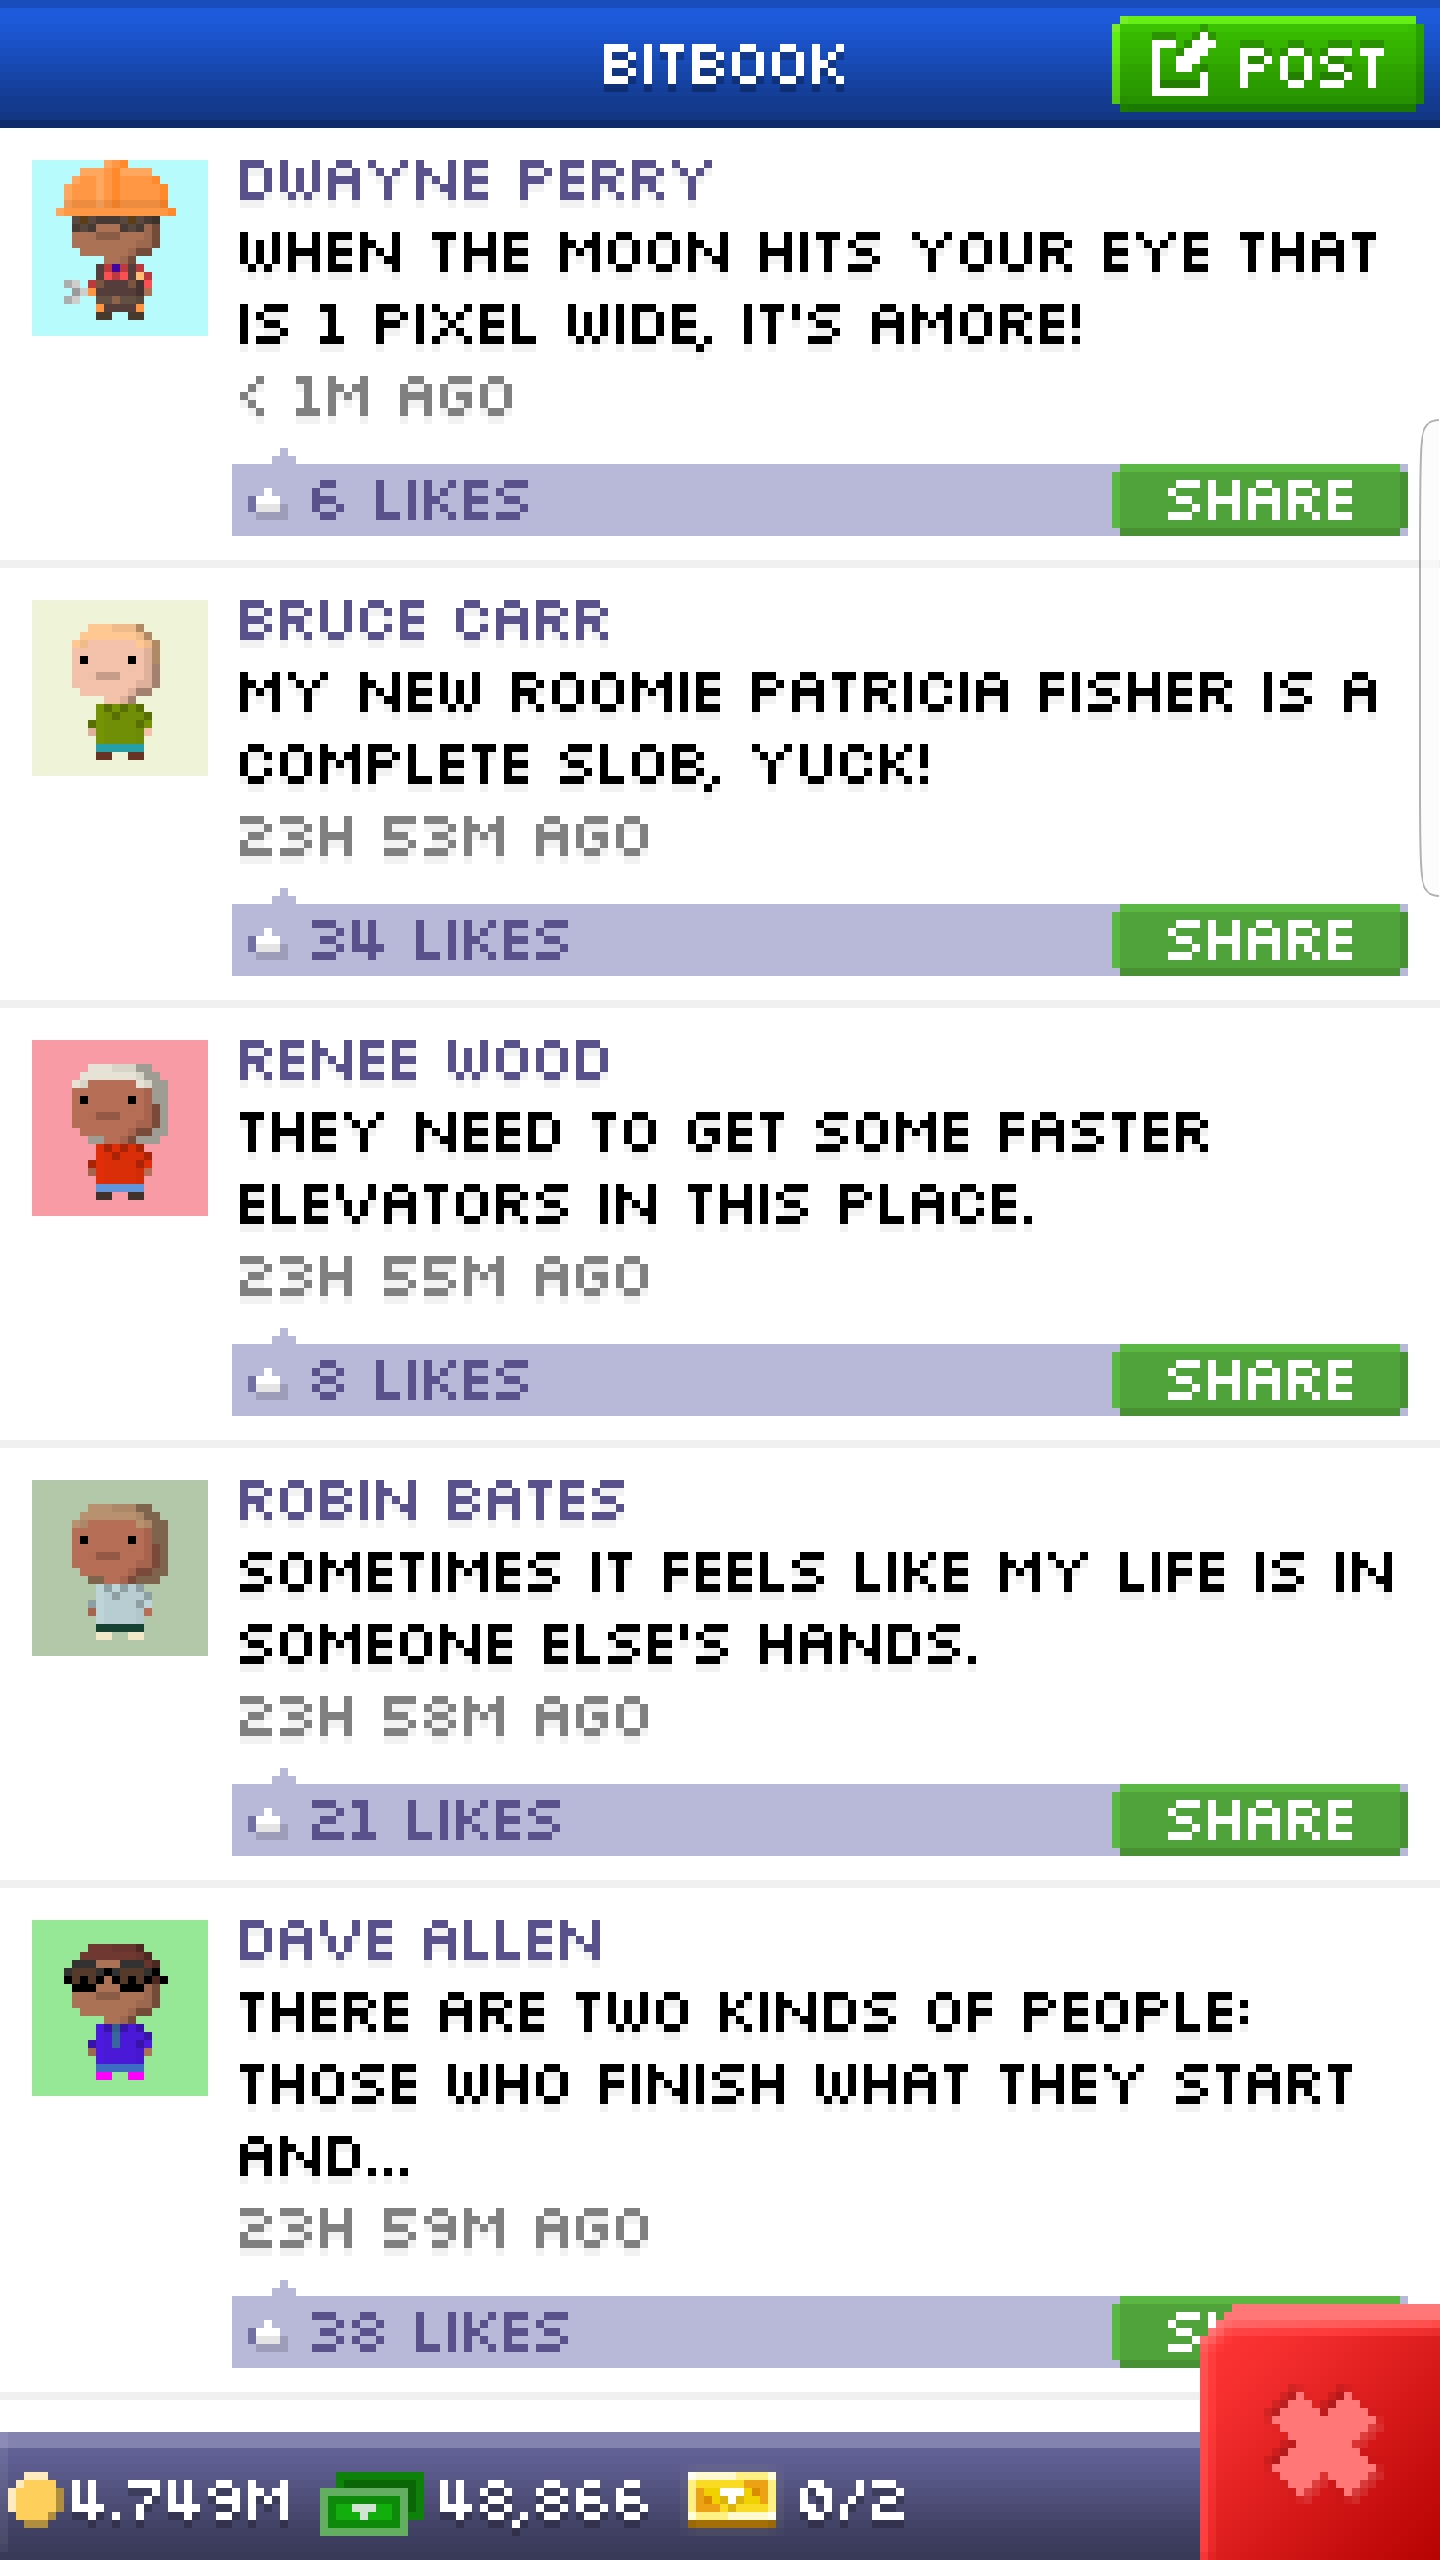 BITBOOK
POST
DWAYNE PERRY
WHEN THE MOON HITS YOUR EYE THAT
IS 1 PIXEL WIDE, IT'S AMORE!
< 1M AGO
6 LIKES
SHARE
BRUCE CARR
MY NEW ROOMIE PATRICIA FISHER IS A
COMPLETE SLOB, YUCK!
23H 53M AGO
34 LIKES
SHARE
RENEE WOOD
THEY NEED TO GET SOME FASTER
ELEVATORS IN THIS PLACE.
23H 55M AGO
8 LIKES
SHARE
ROBIN BATES
SOMETIMES IT FEELS LIKE MY LIFE IS IN
SOMEONE ELSE'S HANDS.
23H 58M AGO
21 LIKES
SHARE
DAVE ALLEN
THERE ARE TWO KINDS OF PEOPLE:
THOSE WHO FINISH WHAT THEY START
AND...
23H 59M AGO
38 LIKES
4.749M
48,866
0/2